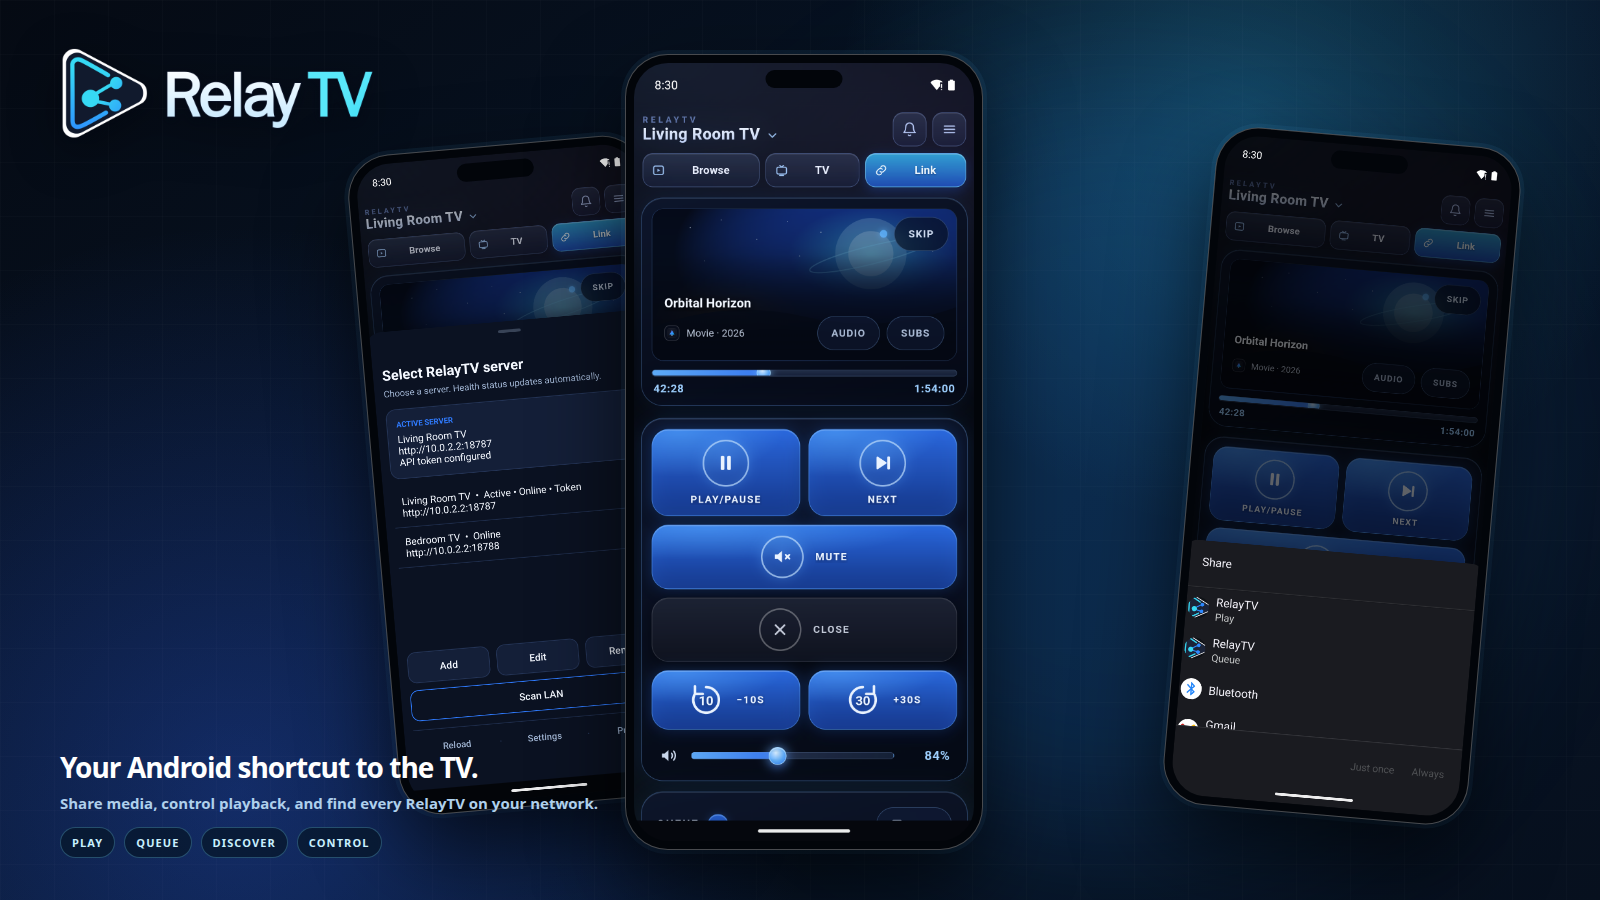 Relay TV
8:30
RELAYTV
Living Room TV
Browse
TV
Link
SKIP
Select RelayTV server
Choose a server. Health status updates automatically.
ACTIVE SERVER
Living Room TV
http://10.0.2.2:18787
API token configured
Living Room TV • Active • Online • Token
http://10.0.2.2:18787
Bedroom TV • Online
http://10.0.2.2:18788
Add
Edit
Scan LAN
Reload
Settings
Your Android shortcut to the TV.
Share media, control playback, and find every RelayTV on your network.
PLAY
QUEUE
DISCOVER
CONTROL
8:30
RELAYTV
Living Room TV
Browse
TV
Link
SKIP
Orbital Horizon
Movie · 2026
AUDIO
SUBS
42:28
1:54:00
PLAY/PAUSE
NEXT
MUTE
CLOSE
10
-10S
30
+30S
84%
8:30
RELAYTV
Living Room TV
Browse
TV
Link
SKIP
Orbital Horizon
Movie · 2026
AUDIO
SUBS
42:28
1:54:00
PLAY/PAUSE
NEXT
Share
RelayTV
Play
RelayTV
Queue
Bluetooth
Gmail
Just once
Always